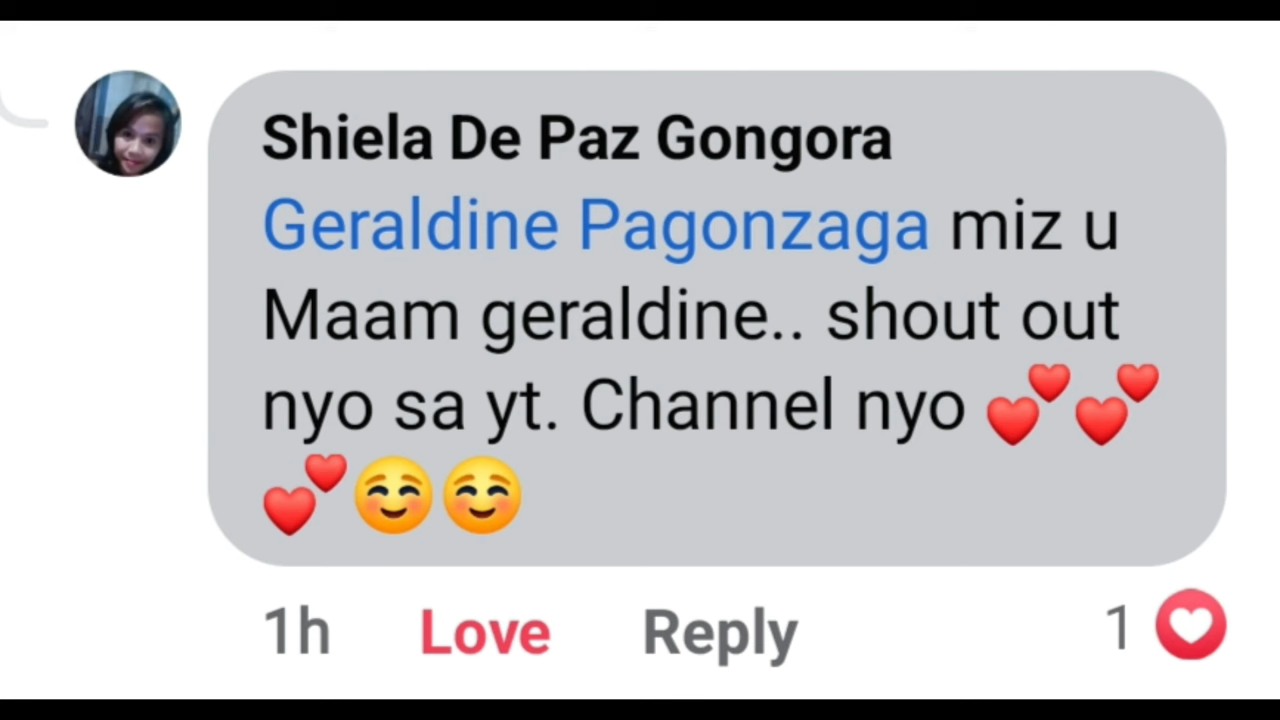 Shiela De Paz Gongora
Geraldine Pagonzaga miz u
Maam geraldine.. shout out
nyo sa yt. Channel nyo 💕💕
💕☺️☺️
1h Love Reply 1